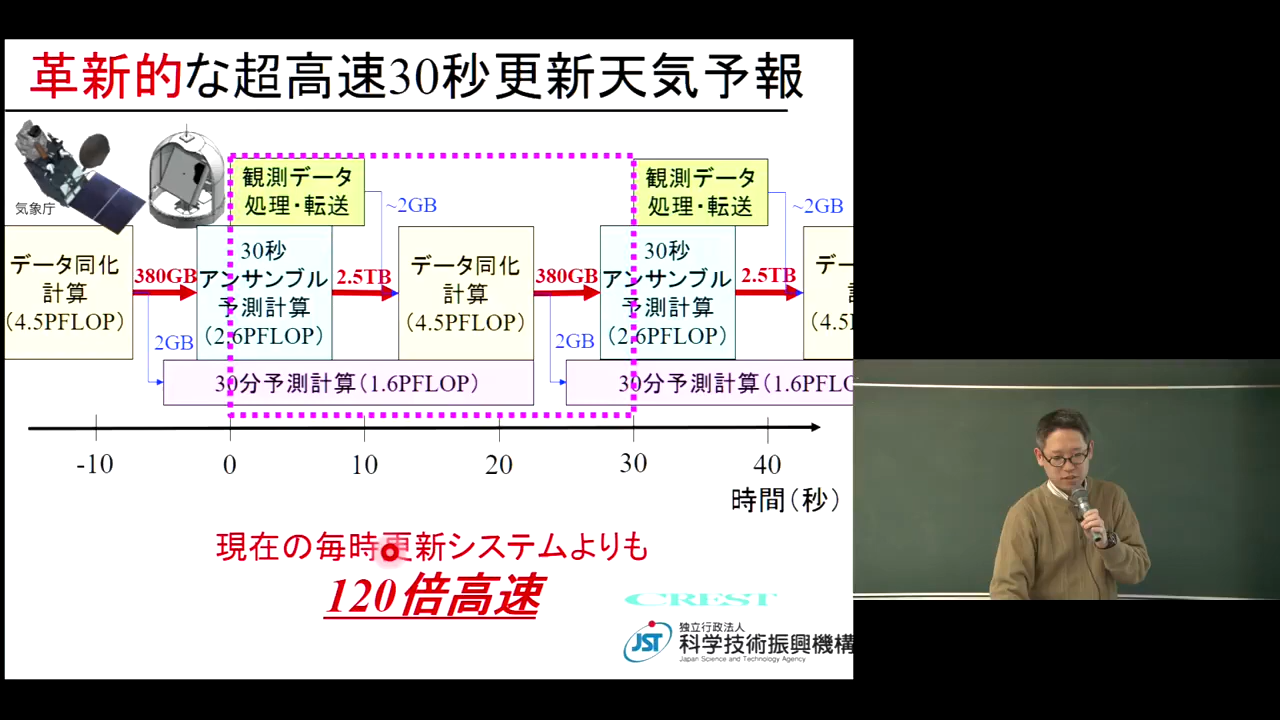 革新的な超高速30秒更新天気予報
気象庁
観測データ
処理・転送
~2GB
観測データ
処理・転送
~2GB
データ同化
計算
(4.5PFLOP)
380GB
2GB
30秒
アンサンブル
予測計算
(2.6PFLOP)
2.5TB
データ同化
計算
(4.5PFLOP)
380GB
2GB
30秒
アンサンブル
予測計算
(2.6PFLOP)
2.5TB
デー
(4.5
30分予測計算(1.6PFLOP)
30分予測計算(1.6PFLO
-10 0 10 20 30 40
時間(秒)
現在の毎時更新システムよりも
120倍高速
CREST
JST
独立行政法人
科学技術振興機構
Japan Science and Technology Agency